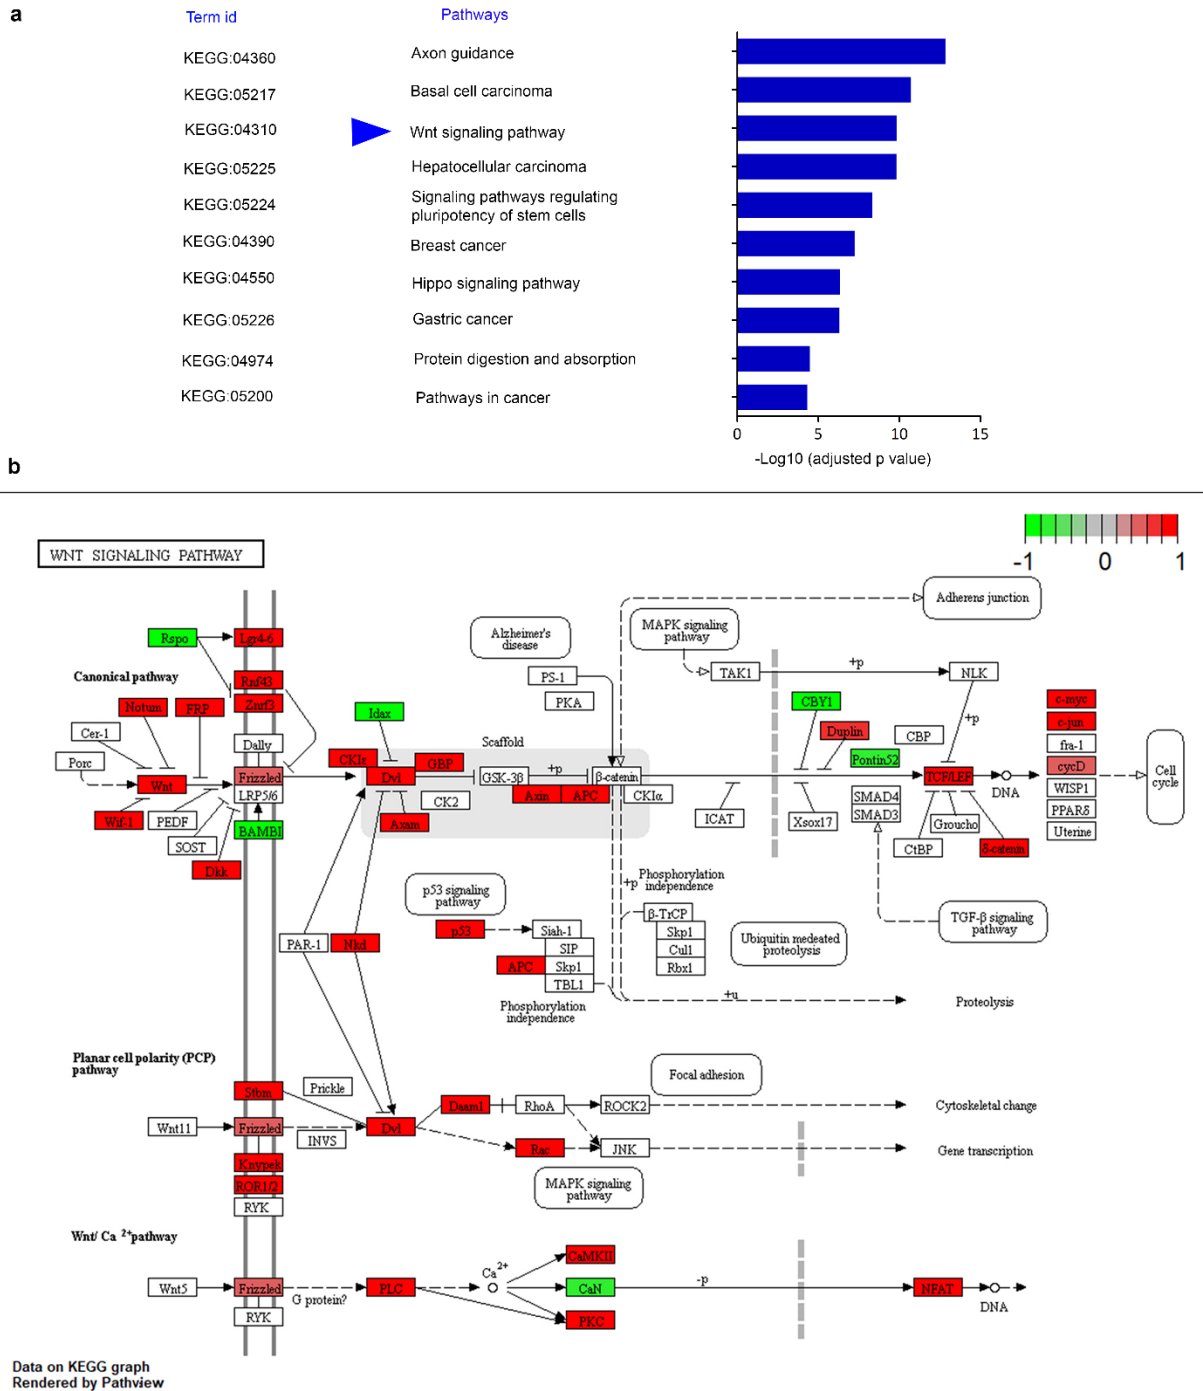 a
Term id
Pathways
KEGG:04360
Axon guidance
KEGG:05217
Basal cell carcinoma
KEGG:04310
Wnt signaling pathway
KEGG:05225
Hepatocellular carcinoma
KEGG:05224
Signaling pathways regulating
pluripotency of stem cells
KEGG:04390
Breast cancer
KEGG:04550
Hippo signaling pathway
KEGG:05226
Gastric cancer
KEGG:04974
Protein digestion and absorption
KEGG:05200
Pathways in cancer
0 5 10 15
-Log10 (adjusted p value)
b
-1 0 1
WNT SIGNALING PATHWAY
Adherens junction
Alzheimer's
disease
MAPK signaling
pathway
Rspo
Lgr4-6
PS-1
PKA
TAK1
+p
NLK
Canonical pathway
Rnf43
Znrf3
Notum
FRP
Idax
CBY1
+p
c-myc
c-jun
fra-1
cycD
WISP1
PPARδ
Uterine
Cer-1
Dally
Scaffold
Duplin
CBP
Pontin52
Porc
Wnt
Frizzled
LRP5/6
CKIε
Dvl
GBP
GSK-3β
+p
β-catenin
TCF/LEF
DNA
Cell
cycle
Axin
APC
CKIα
CK2
Axam
Wif-1
PEDF
BAMBI
SOST
Dkk
ICAT
Xsox17
SMAD4
SMAD3
Groucho
CtBP
δ-catenin
p53 signaling
pathway
+p
Phosphorylation
independence
TGF-β signaling
pathway
PAR-1
Nkd
p53
Siah-1
SIP
APC
Skp1
TBL1
β-TrCP
Skp1
Cul1
Rbx1
Ubiquitin medeated
proteolysis
Phosphorylation
independence
+u
Proteolysis
Planar cell polarity (PCP)
pathway
Focal adhesion
Stbm
Prickle
Daam1
RhoA
ROCK2
Cytoskeletal change
Wnt11
Frizzled
INVS
Dvl
Rac
JNK
Gene transcription
Knypek
ROR1/2
RYK
MAPK signaling
pathway
Wnt/ Ca 2+pathway
CaMKII
Ca2+
Wnt5
Frizzled
G protein?
PLC
CaN
-p
NFAT
DNA
RYK
PKC
Data on KEGG graph
Rendered by Pathview